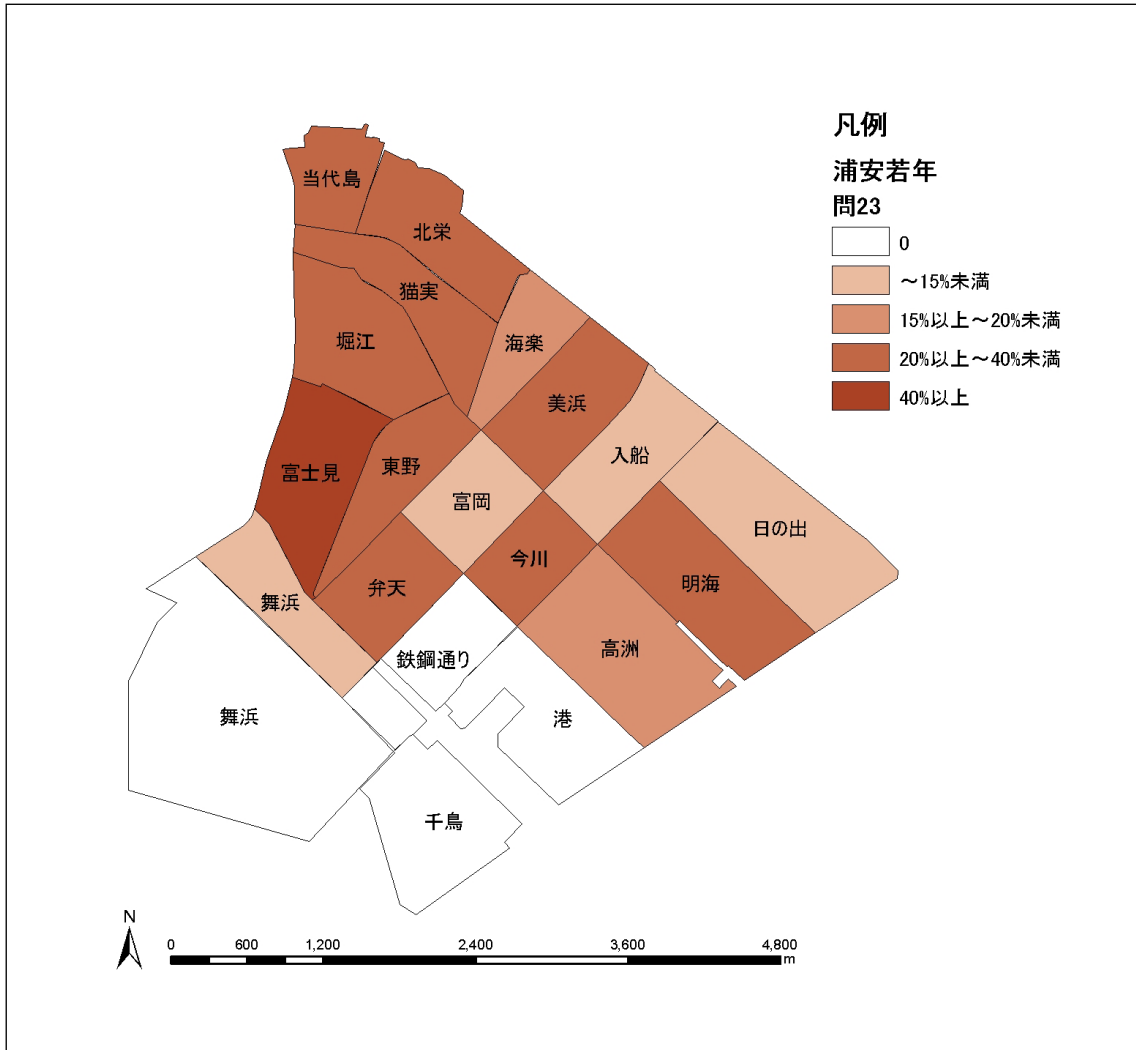 凡例
浦安若年
問23
0
～15%未満
15%以上～20%未満
20%以上～40%未満
40%以上
当代島
北栄
猫実
堀江
海楽
美浜
富士見
東野
富岡
入船
日の出
今川
明海
弁天
舞浜
高洲
鉄鋼通り
舞浜
港
千鳥
N
0 600 1,200 2,400 3,600 4,800
m